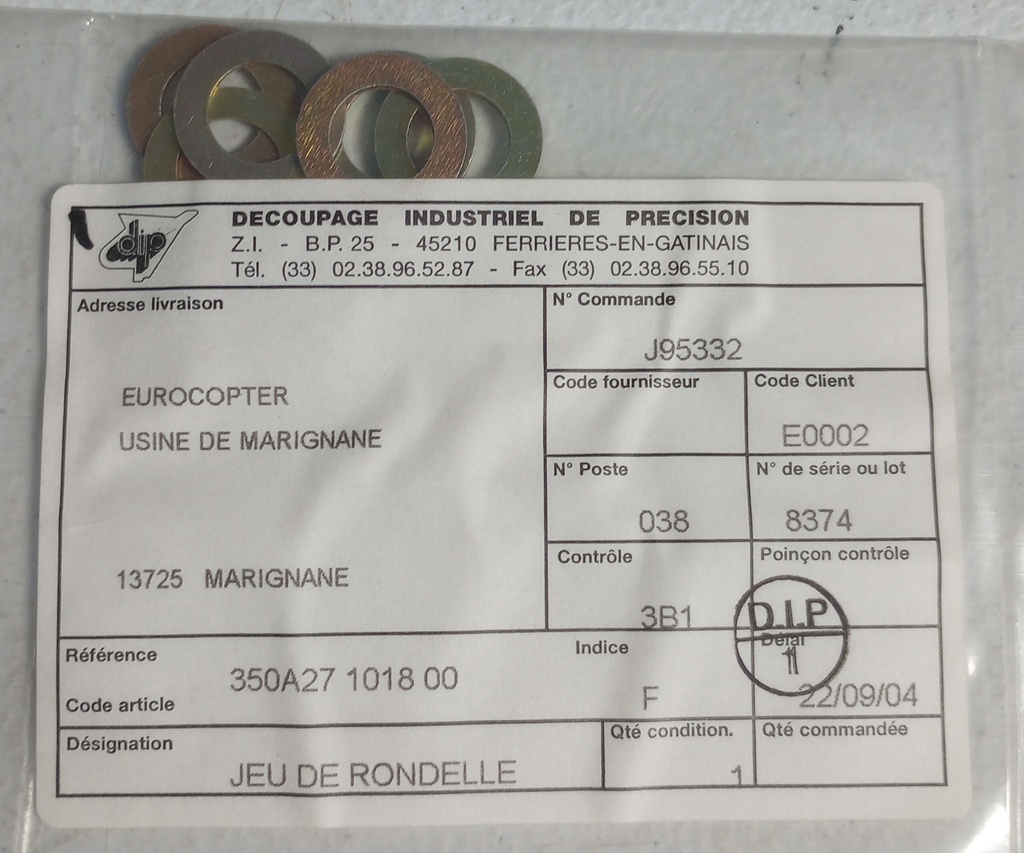 dip
DECOUPAGE INDUSTRIEL DE PRECISION
Z.I. - B.P. 25 - 45210 FERRIERES-EN-GATINAIS
Tél. (33) 02.38.96.52.87 - Fax (33) 02.38.96.55.10
Adresse livraison
EUROCOPTER
USINE DE MARIGNANE
13725 MARIGNANE
N° Commande
J95332
Code fournisseur
Code Client
E0002
N° Poste
038
N° de série ou lot
8374
Contrôle
3B1
Poinçon contrôle
D.I.P
1
Référence
Code article
350A27 1018 00
Indice
F
Délai
22/09/04
Désignation
JEU DE RONDELLE
Qté condition.
1
Qté commandée